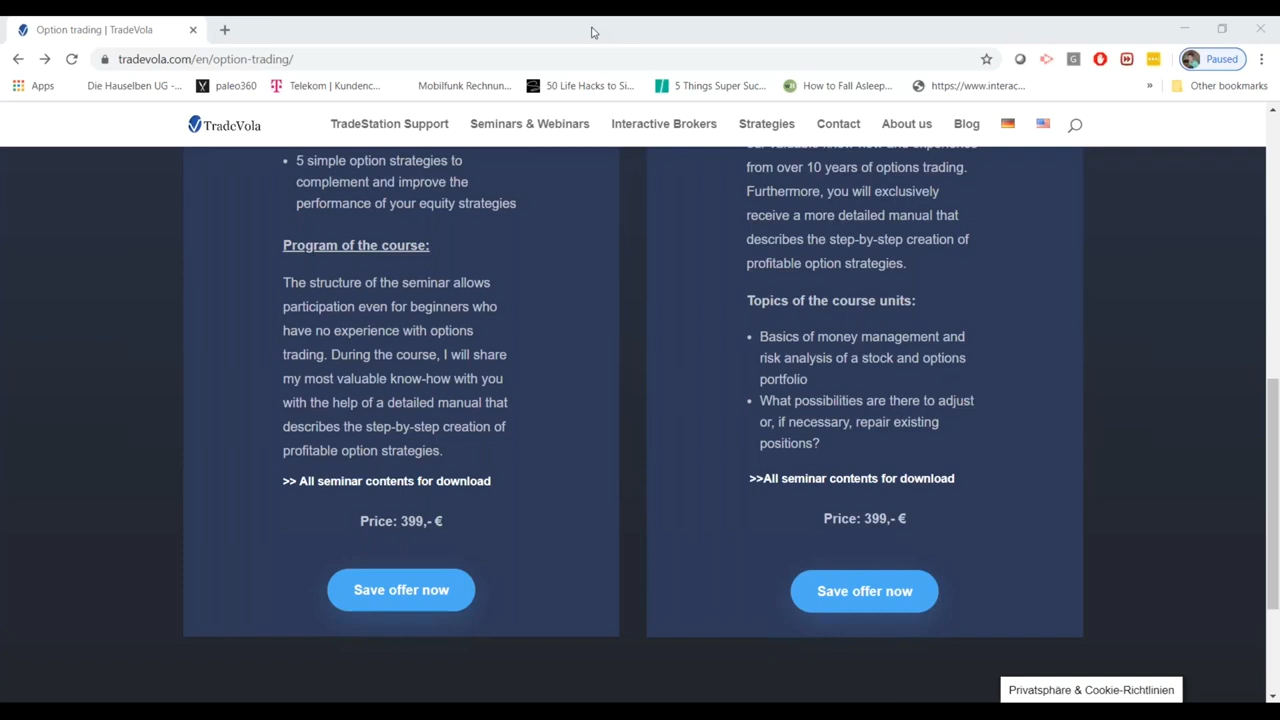 Option trading | TradeVola
tradevola.com/en/option-trading/
G
Paused
Apps
Die Hauselben UG -...
paleo360
Telekom | Kundenc...
Mobilfunk Rechnun...
50 Life Hacks to Si...
5 Things Super Suc...
How to Fall Asleep...
https://www.interac...
»
Other bookmarks
TradeVola
TradeStation Support
Seminars & Webinars
Interactive Brokers
Strategies
Contact
About us
Blog
• 5 simple option strategies to
complement and improve the
performance of your equity strategies
Program of the course:
The structure of the seminar allows
participation even for beginners who
have no experience with options
trading. During the course, I will share
my most valuable know-how with you
with the help of a detailed manual that
describes the step-by-step creation of
profitable option strategies.
>> All seminar contents for download
Price: 399,- €
Save offer now
from over 10 years of options trading.
Furthermore, you will exclusively
receive a more detailed manual that
describes the step-by-step creation of
profitable option strategies.
Topics of the course units:
• Basics of money management and
risk analysis of a stock and options
portfolio
• What possibilities are there to adjust
or, if necessary, repair existing
positions?
>>All seminar contents for download
Price: 399,- €
Save offer now
Privatsphäre & Cookie-Richtlinien